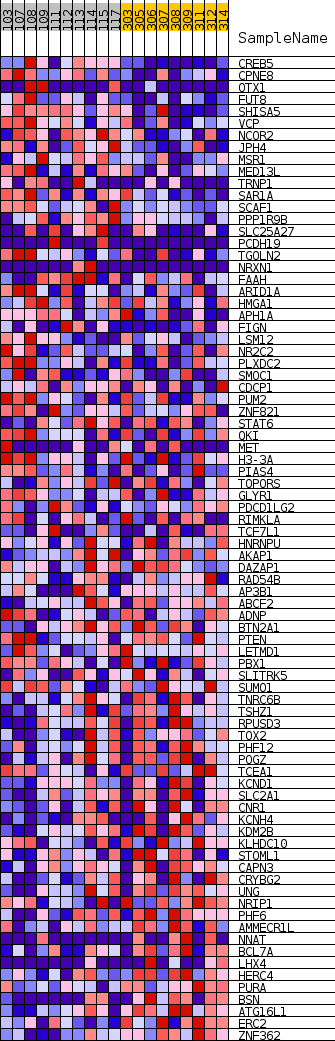 103 107 108 109 111 112 113 114 115 117 303 305 306 307 308 309 311 312 314
SampleName
CREB5
CPNE8
OTX1
FUT8
SHISA5
VCP
NCOR2
JPH4
MSR1
MED13L
TRNP1
SAR1A
SCAF1
PPP1R9B
SLC25A27
PCDH19
TGOLN2
NRXN1
FAAH
ARID1A
HMGA1
APH1A
FIGN
LSM12
NR2C2
PLXDC2
SMOC1
CDCP1
PUM2
ZNF821
STAT6
QKI
MET
H3-3A
PIAS4
TOPORS
GLYR1
PDCD1LG2
RIMKLA
TCF7L1
HNRNPU
AKAP1
DAZAP1
RAD54B
AP3B1
ABCF2
ADNP
BTN2A1
PTEN
LETMD1
PBX1
SLITRK5
SUMO1
TNRC6B
TSHZ1
RPUSD3
TOX2
PHF12
POGZ
TCEA1
KCND1
SLC2A1
CNR1
KCNH4
KDM2B
KLHDC10
STOML1
CAPN3
CRYBG2
UNG
NRIP1
PHF6
AMMECR1L
NNAT
BCL7A
LHX4
HERC4
PURA
BSN
ATG16L1
ERC2
ZNF362